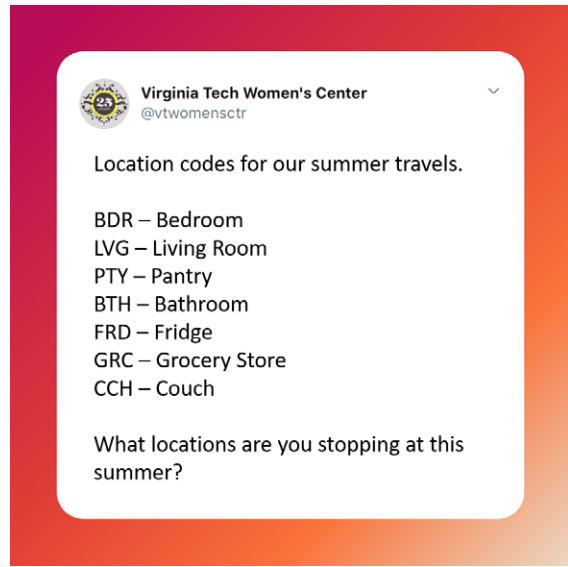 25
Virginia Tech Women's Center
@vtwomensctr
Location codes for our summer travels.
BDR – Bedroom
LVG – Living Room
PTY – Pantry
BTH – Bathroom
FRD – Fridge
GRC – Grocery Store
CCH – Couch
What locations are you stopping at this
summer?